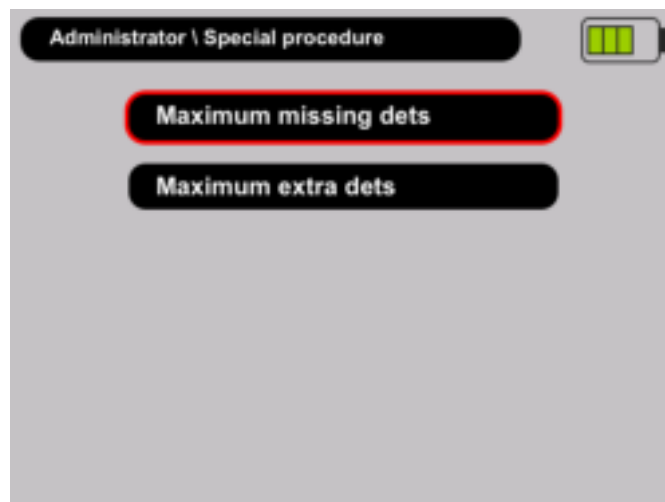 Administrator \ Special procedure
Maximum missing dets
Maximum extra dets